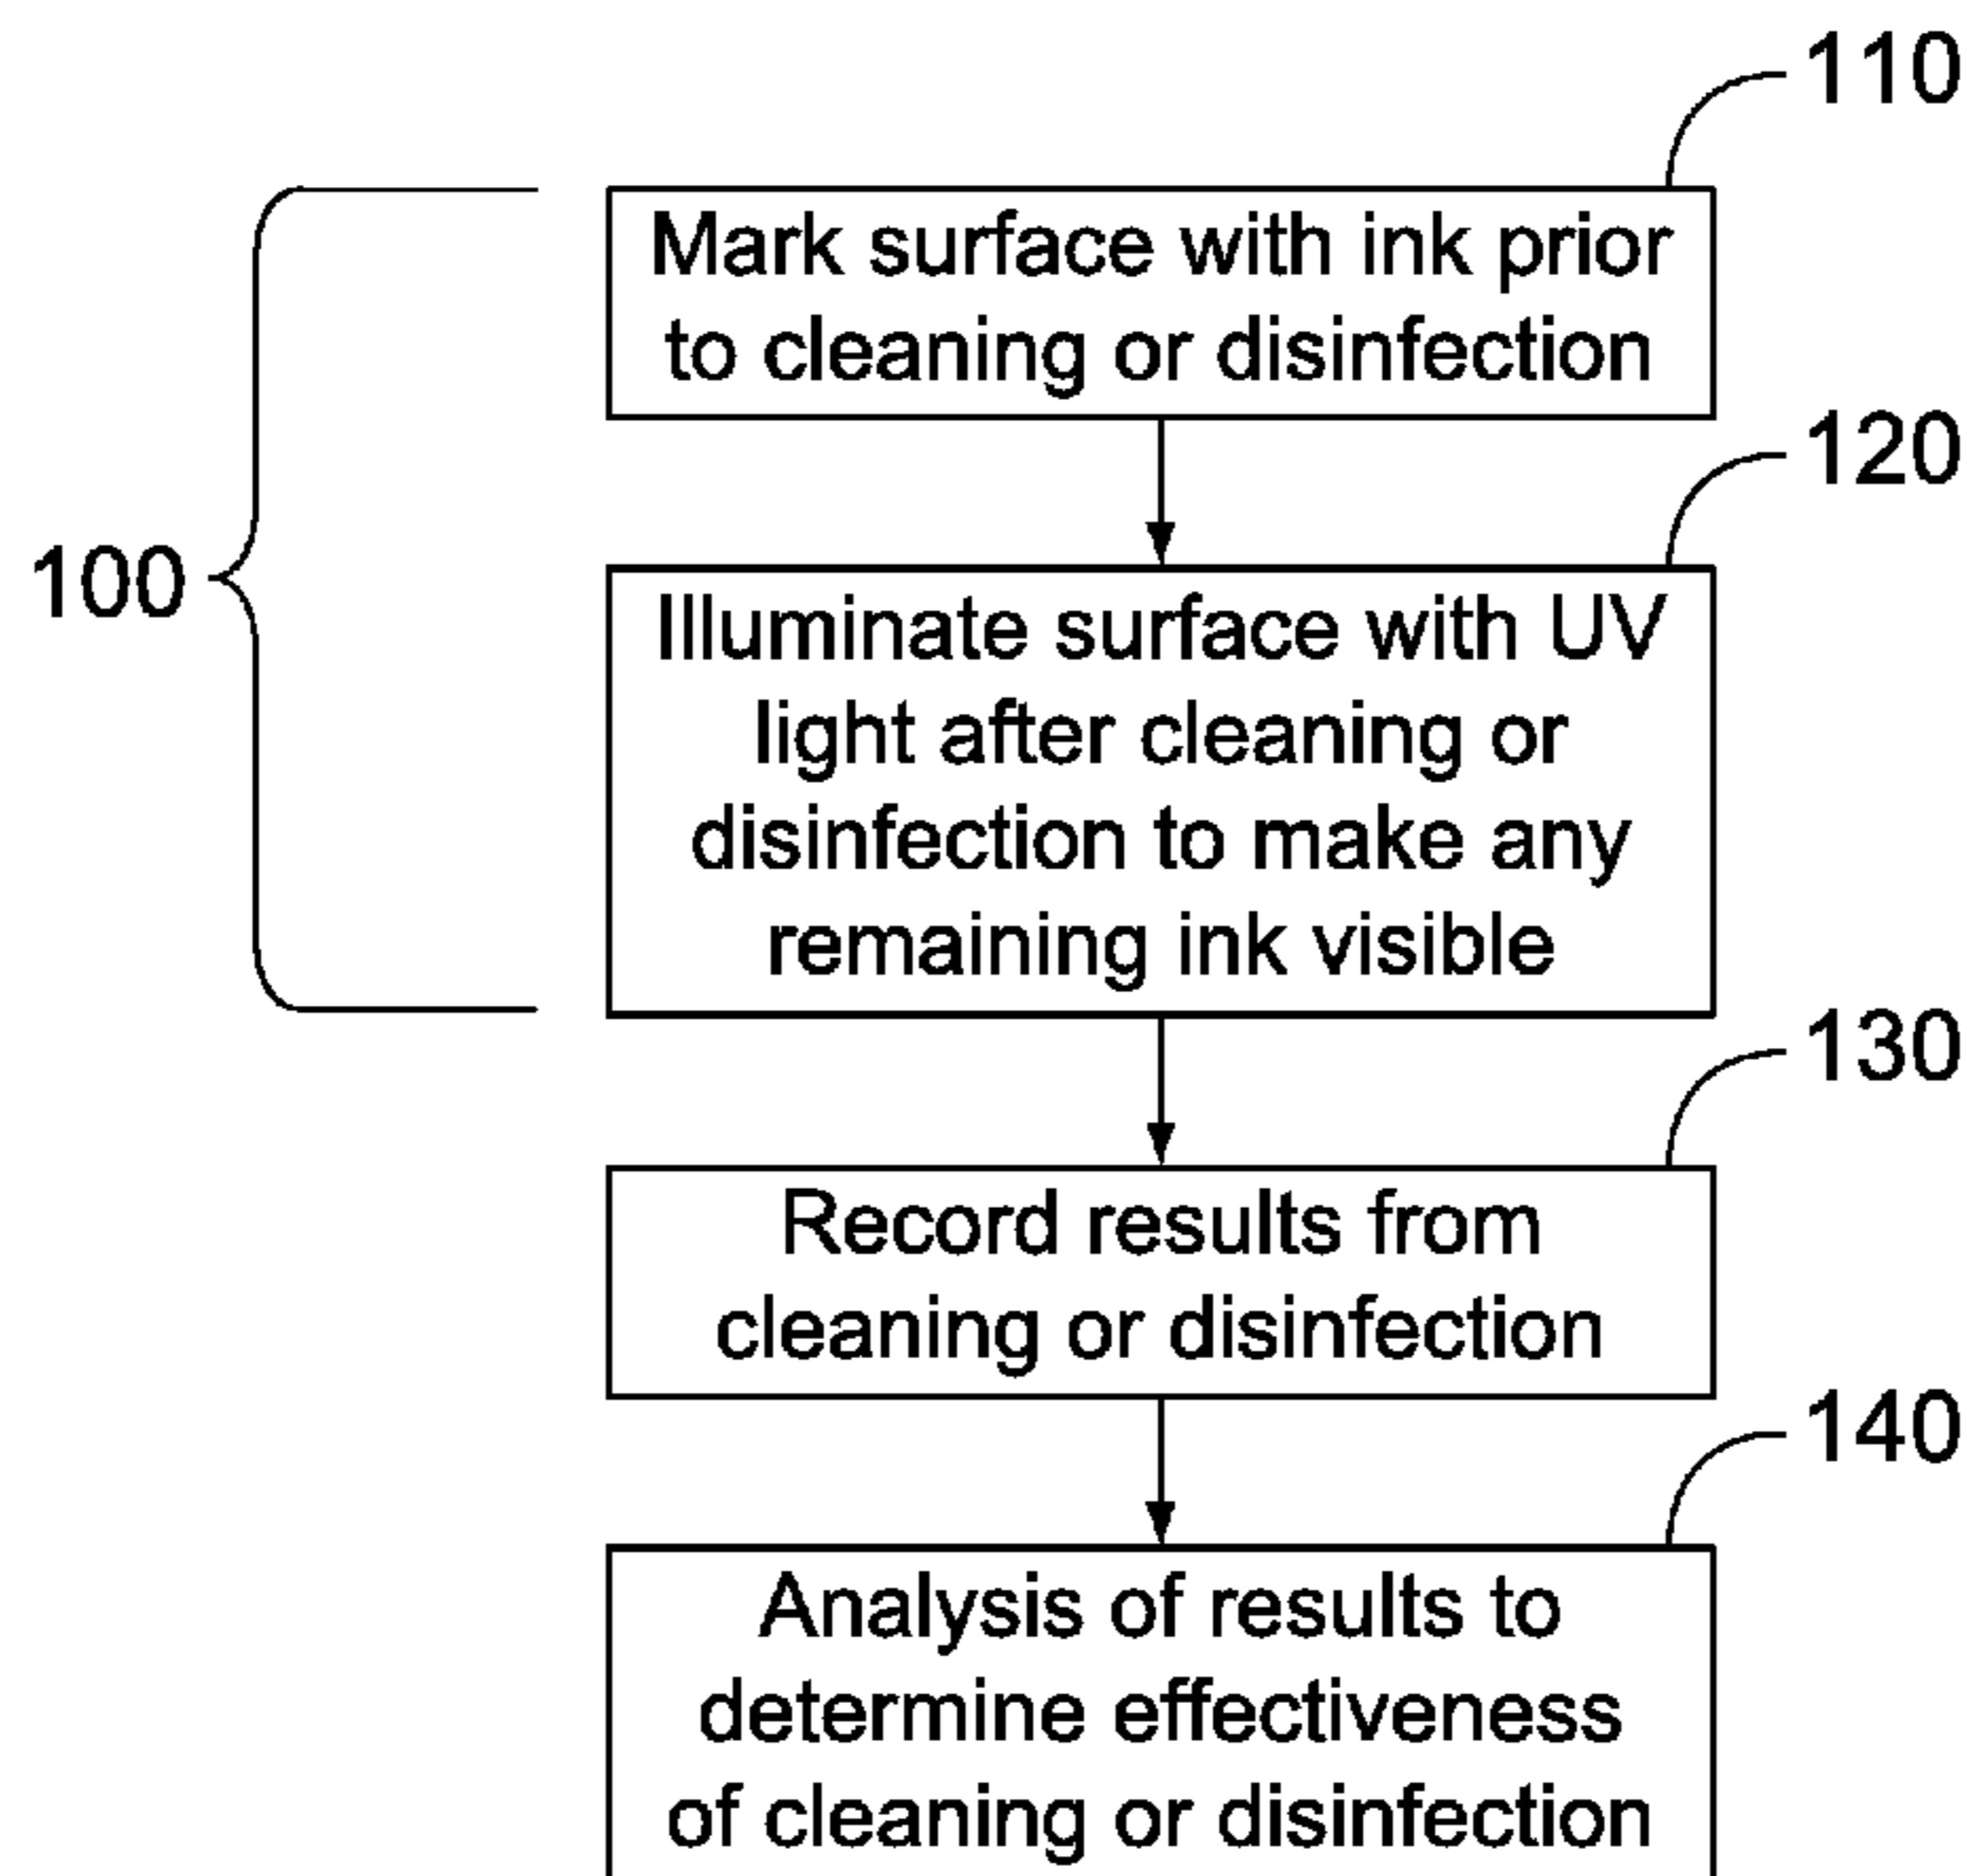 110
Mark surface with ink prior
to cleaning or disinfection
120
100
Illuminate surface with UV
light after cleaning or
disinfection to make any
remaining ink visible
130
Record results from
cleaning or disinfection
140
Analysis of results to
determine effectiveness
of cleaning or disinfection